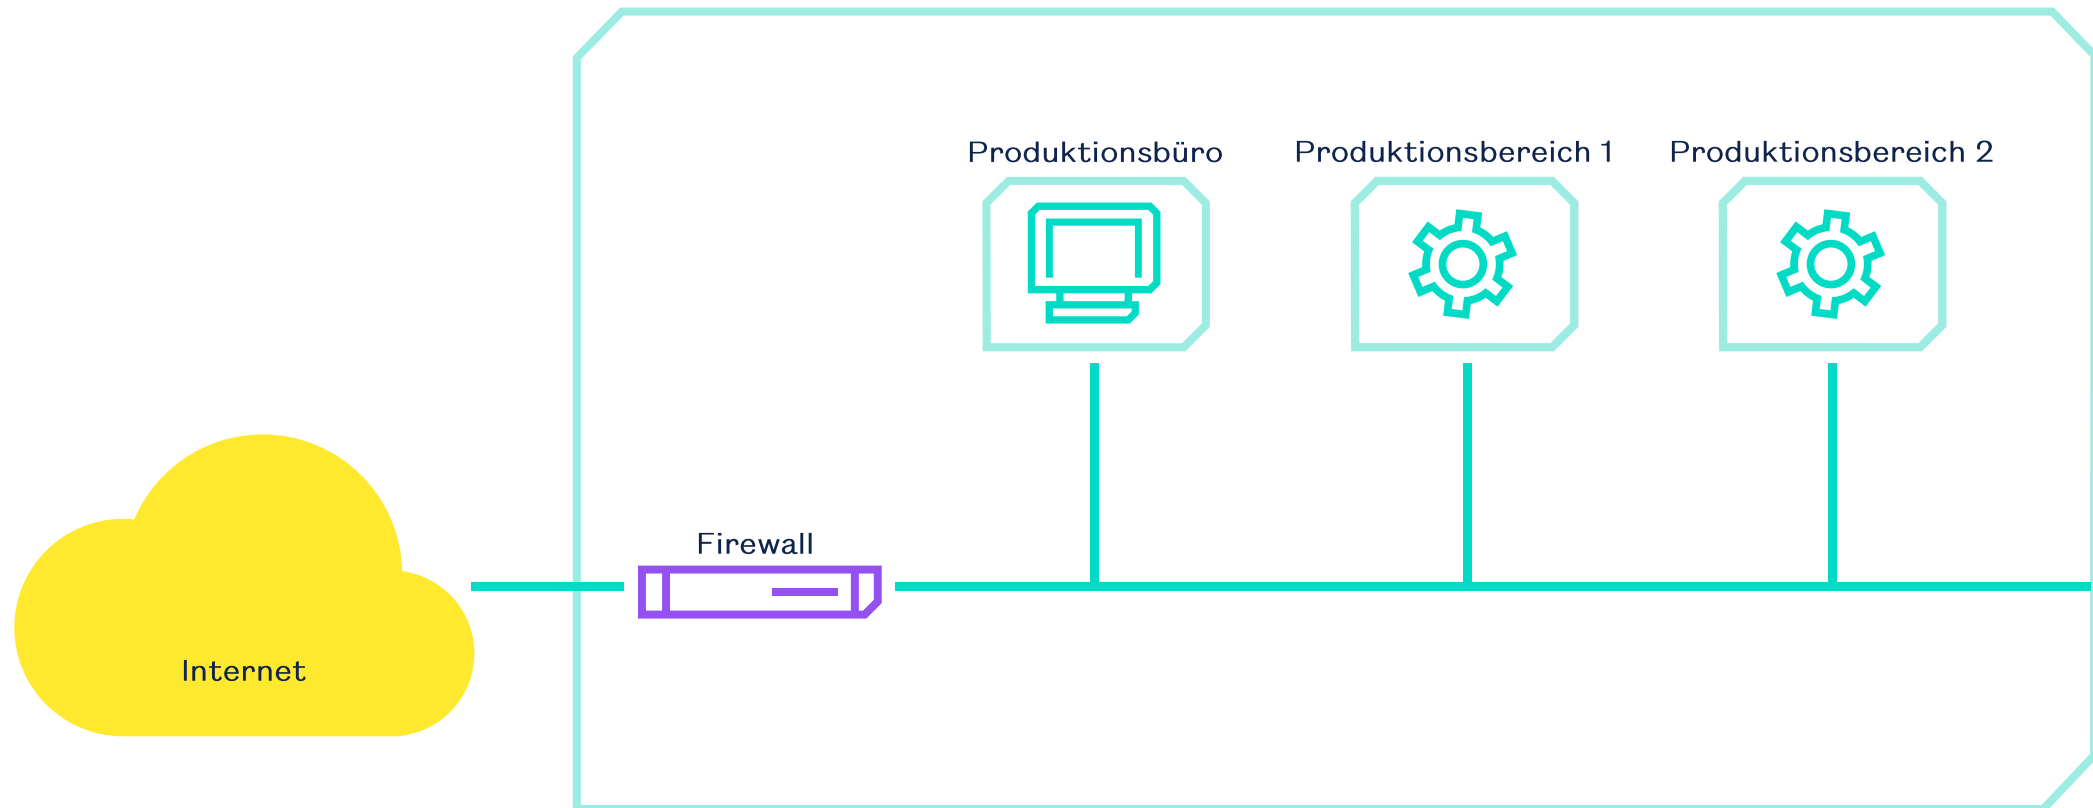 Produktionsbüro
Produktionsbereich 1
Produktionsbereich 2
Firewall
Internet